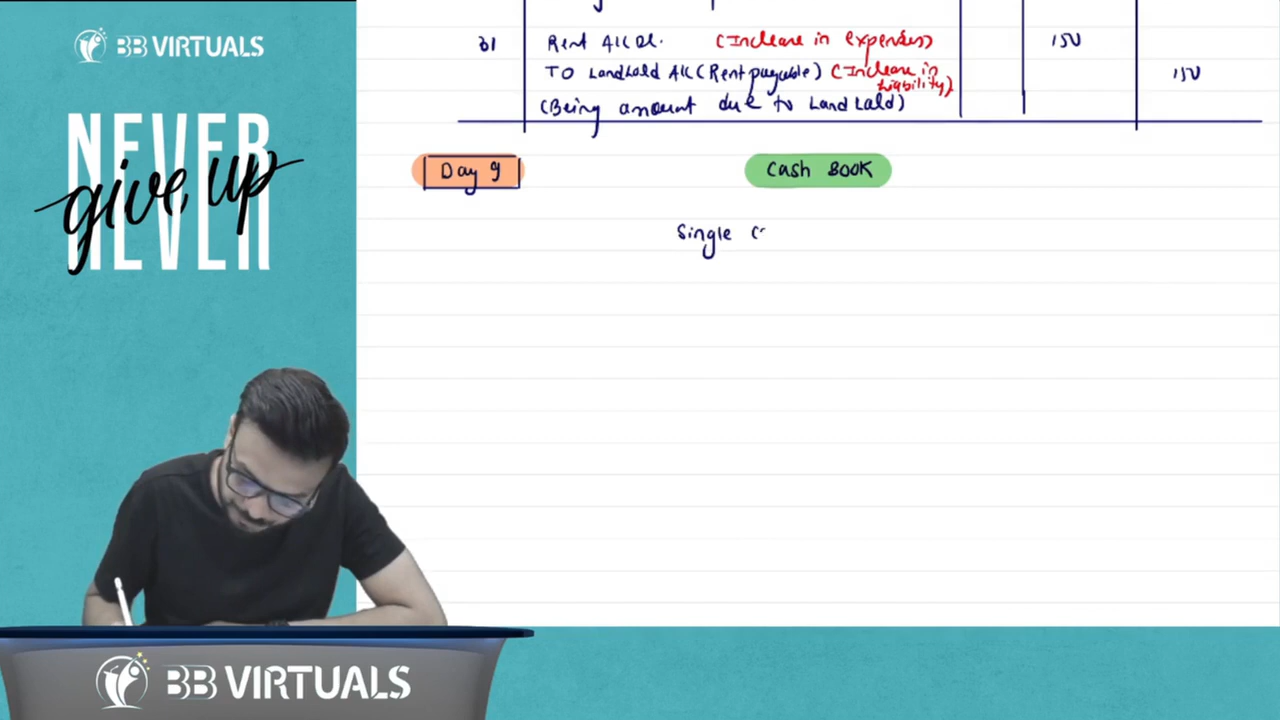 BB VIRTUALS
NEVER
give up
NEVER
31 Rent A/C Dr. (Increase in expenses) 150
TO Landlord A/C (Rent payable) (Increase in liability) 150
(Being amount due to Landlord)
Day 9
Cash BOOK
Single C
BB VIRTUALS